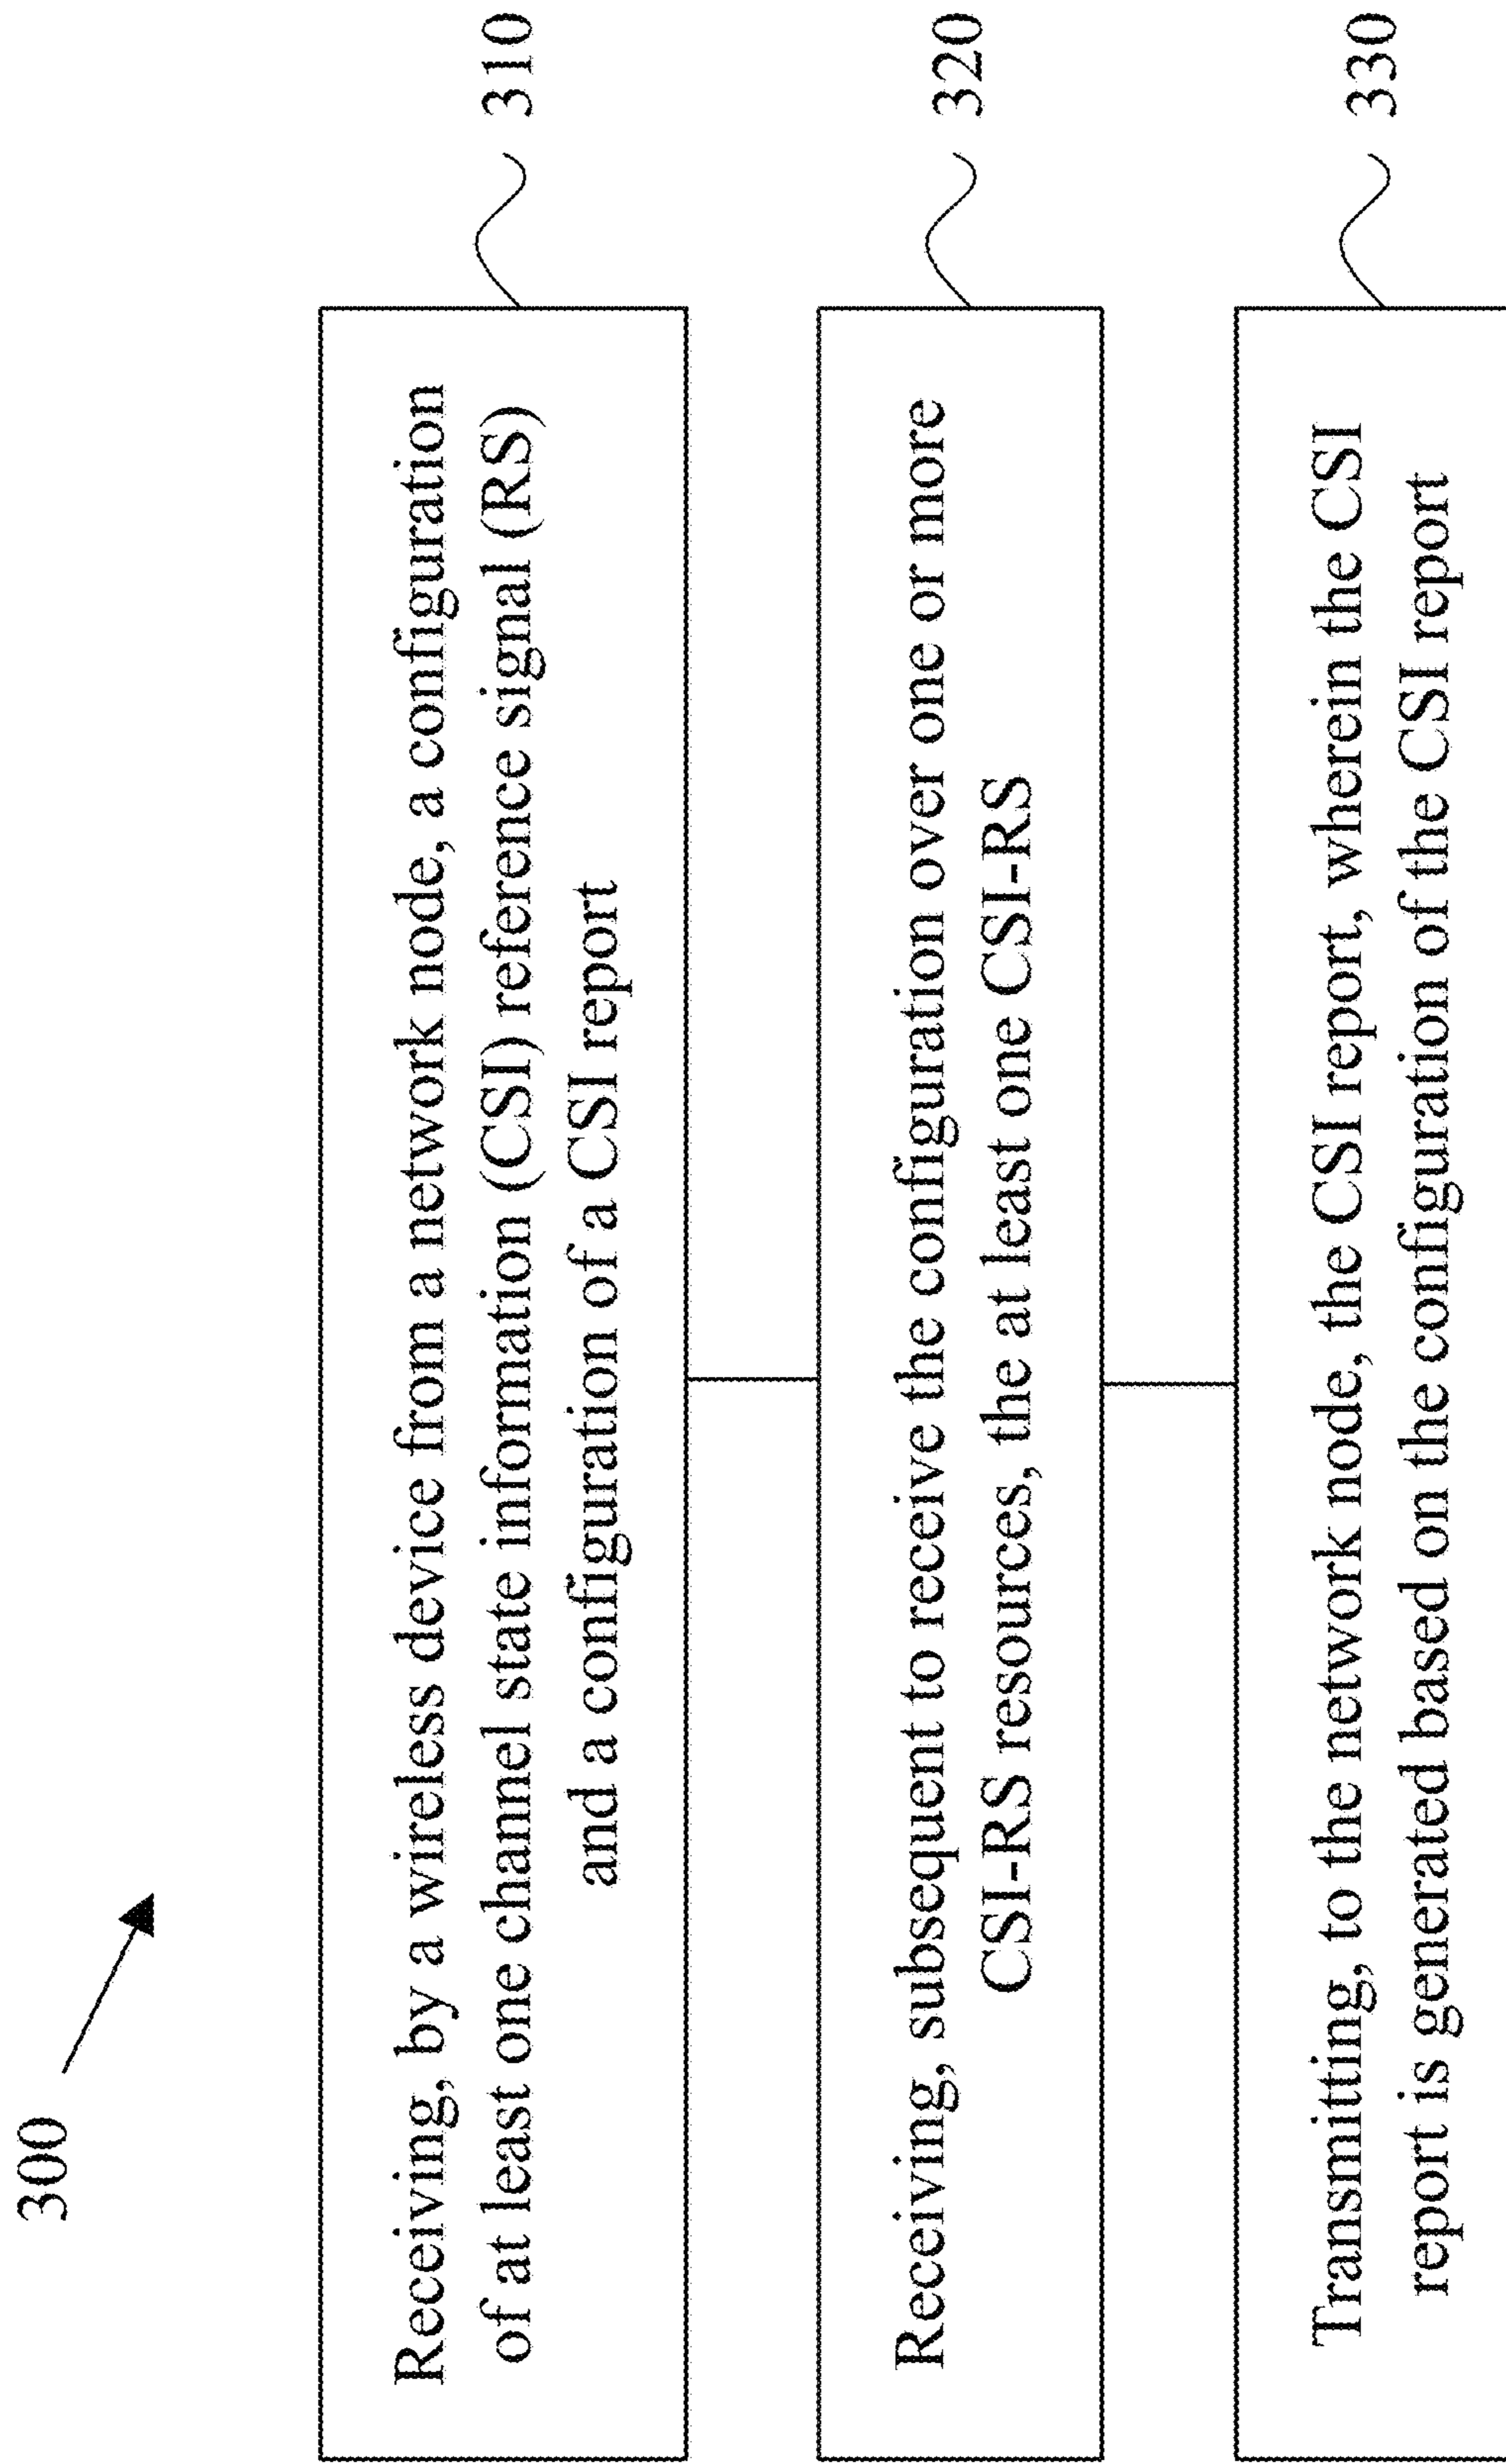 300
Receiving, by a wireless device from a network node, a configuration
of at least one channel state information (CSI) reference signal (RS)
and a configuration of a CSI report
310
Receiving, subsequent to receive the configuration over one or more
CSI-RS resources, the at least one CSI-RS
320
Transmitting, to the network node, the CSI report, wherein the CSI
report is generated based on the configuration of the CSI report
330